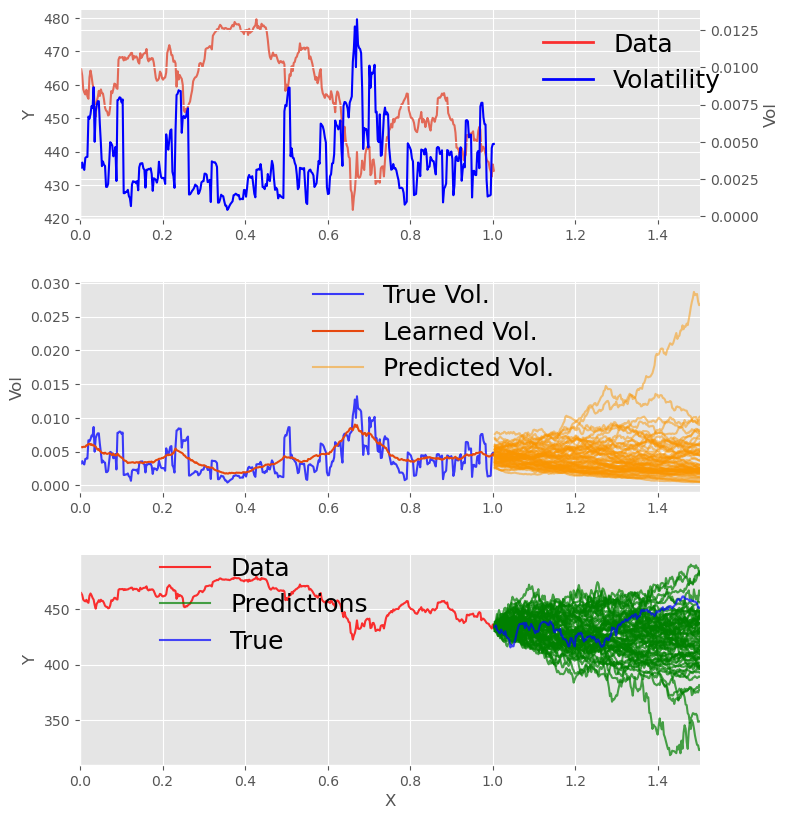 480
470
460
450
440
430
420
Y
0.0 0.2 0.4 0.6 0.8 1.0 1.2 1.4
Data
Volatility
0.0125
0.0100
0.0075
0.0050
0.0025
0.0000
Vol
0.030
0.025
0.020
0.015
0.010
0.005
0.000
Vol
0.0 0.2 0.4 0.6 0.8 1.0 1.2 1.4
True Vol.
Learned Vol.
Predicted Vol.
450
400
350
Y
Data
Predictions
True
0.0 0.2 0.4 0.6 0.8 1.0 1.2 1.4
X